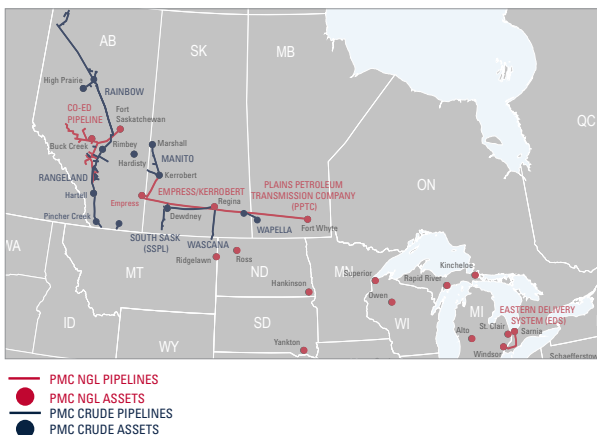 AB
SK
MB
QC
High Prairie
RAINBOW
CO-ED
PIPELINE
Fort
Saskatchewan
Buck Creek
Rimbey
Hardisty
Marshall
MANITO
ON
RANGELAND
Kerrobert
Hartell
Empress
EMPRESS/KERROBERT
PLAINS PETROLEUM
TRANSMISSION COMPANY
(PPTC)
Regina
Pincher Creek
Dewdney
WAPELLA
Fort Whyte
SOUTH SASK
(SSPL)
WASCANA
WA
MT
Ridgelawn
Ross
ND
MN
Superior
Kincheloe
Rapid River
Hankinson
Owen
ID
SD
WI
MI
EASTERN DELIVERY
SYSTEM (EDS)
Alto
St. Clair
Sarnia
WY
Yankton
Windsor
Schaefferstow
PMC NGL PIPELINES
PMC NGL ASSETS
PMC CRUDE PIPELINES
PMC CRUDE ASSETS